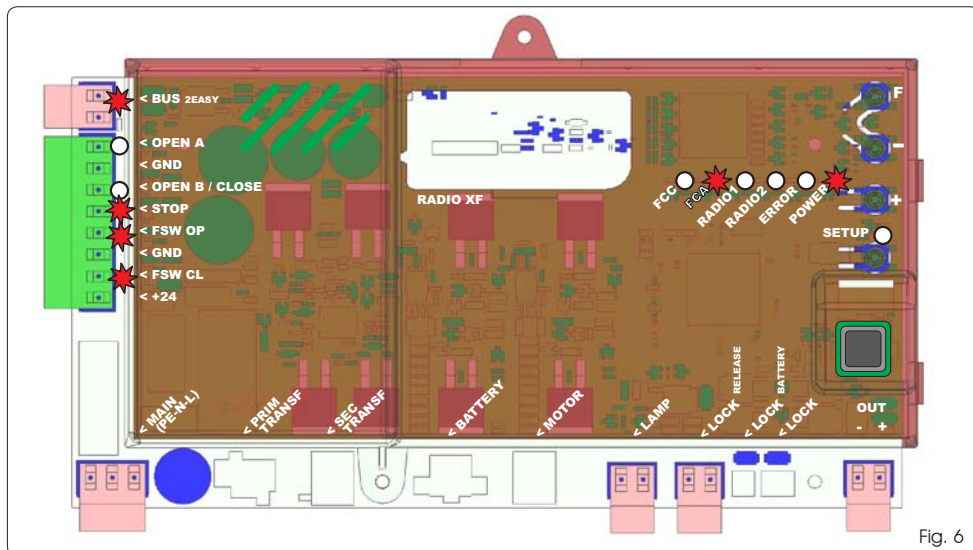 < BUS 2EASY
< OPEN A
< GND
< OPEN B / CLOSE
< STOP
< FSW OP
< GND
< FSW CL
< +24
RADIO XF
FCC
FCA
RADIO1
RADIO2
ERROR
POWER
F
-
+
SETUP
< MAIN
(PE-N-L)
< PRIM
TRANSF
< SEC
TRANSF
< BATTERY
< MOTOR
< LAMP
< LOCK RELEASE
< LOCK BATTERY
< LOCK
OUT
- +
Fig. 6